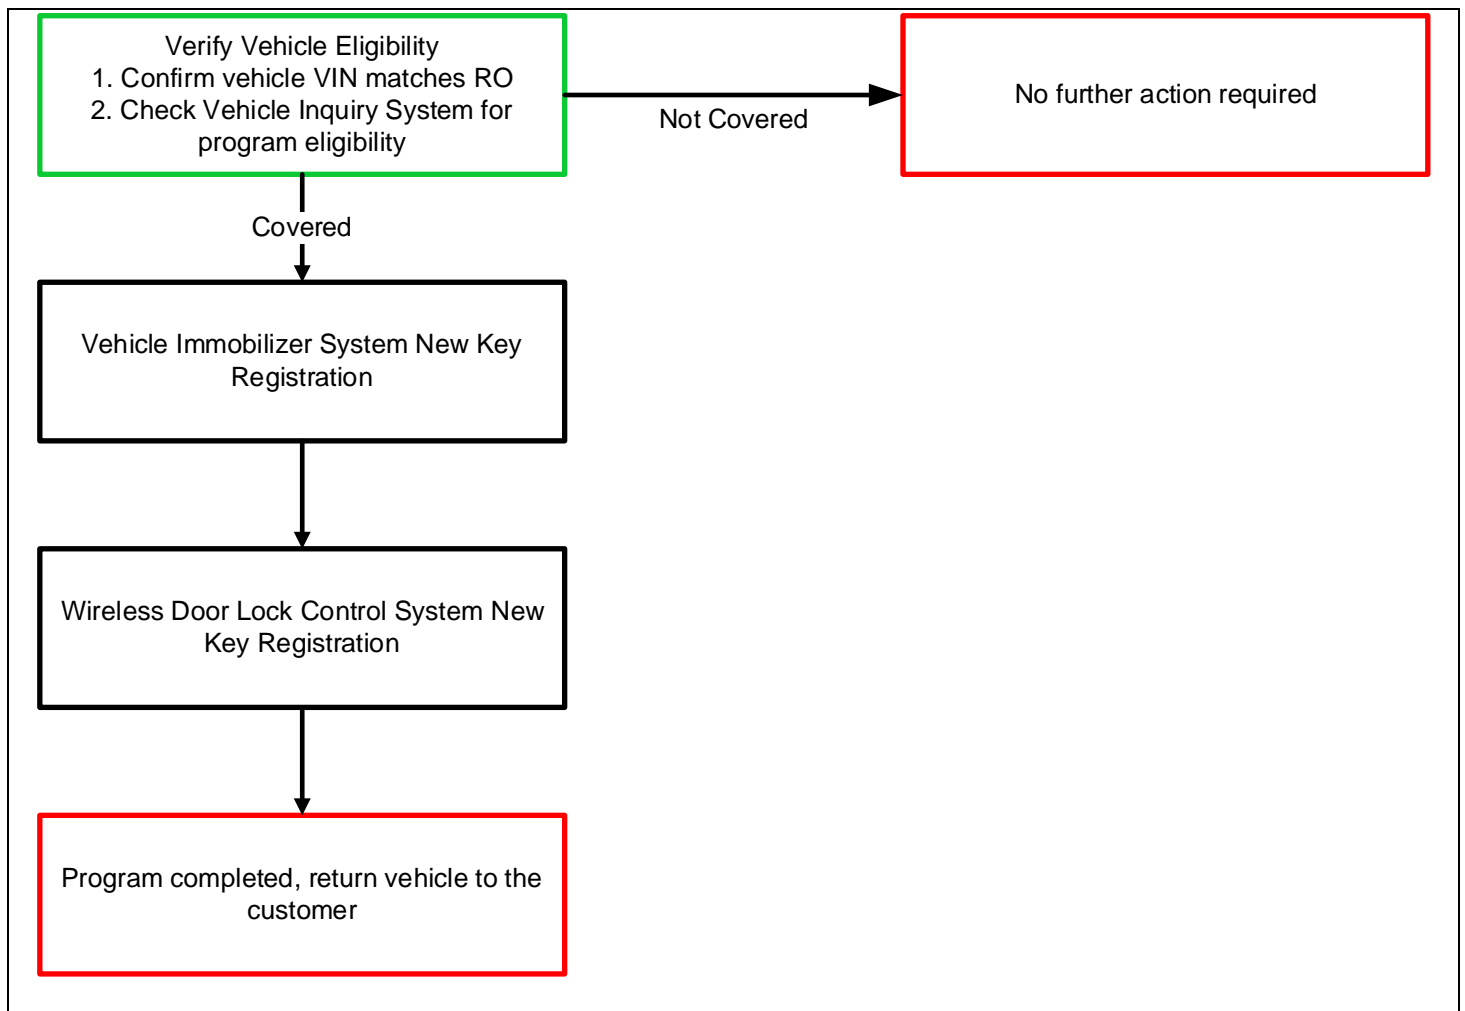 Verify Vehicle Eligibility
1. Confirm vehicle VIN matches RO
2. Check Vehicle Inquiry System for
program eligibility
Not Covered
No further action required
Covered
Vehicle Immobilizer System New Key
Registration
Wireless Door Lock Control System New
Key Registration
Program completed, return vehicle to the
customer